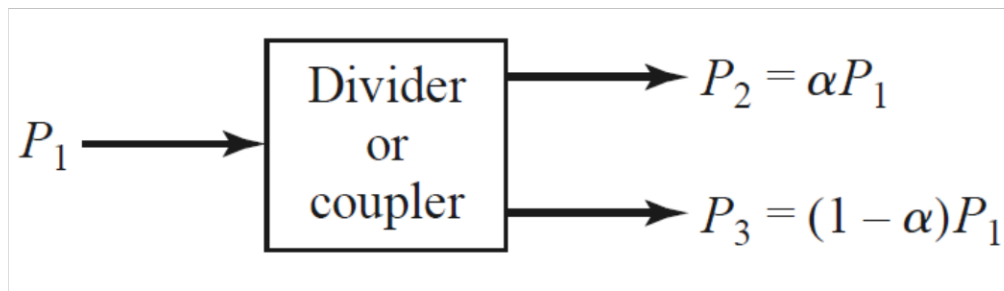 P₁
Divider
or
coupler
P₂ = αP₁
P₃ = (1 – α)P₁